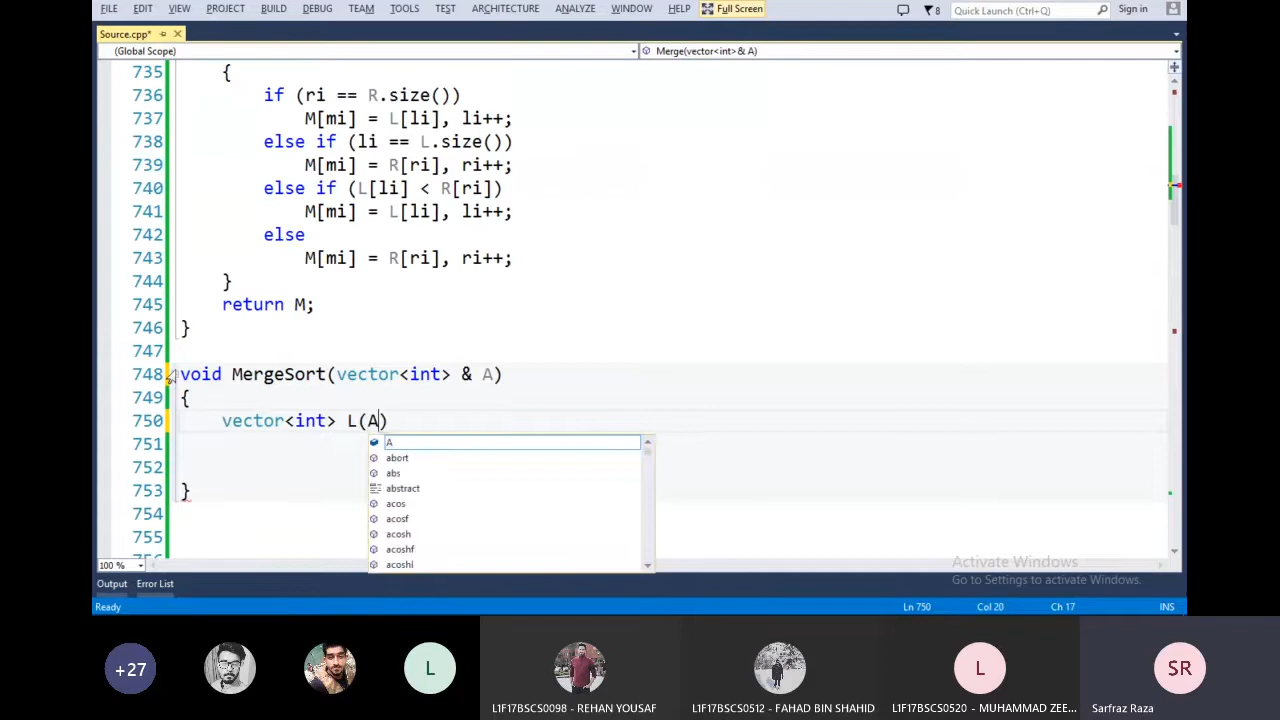 FILE EDIT VIEW PROJECT BUILD DEBUG TEAM TOOLS TEST ARCHITECTURE ANALYZE WINDOW HELP Full Screen 8 Quick Launch (Ctrl+Q) Sign in
Source.cpp*
(Global Scope) Merge(vector<int>& A)
735 {
736 if (ri == R.size())
737 M[mi] = L[li], li++;
738 else if (li == L.size())
739 M[mi] = R[ri], ri++;
740 else if (L[li] < R[ri])
741 M[mi] = L[li], li++;
742 else
743 M[mi] = R[ri], ri++;
744 }
745 return M;
746 }
747
748 void MergeSort(vector<int> & A)
749 {
750 vector<int> L(A)
751 A
abort
752 abs
abstract
753 }
acos
754 acosf
acosh
755 acoshf
acoshl
100 %
Activate Windows
Go to Settings to activate Windows.
Output Error List
Ready Ln 750 Col 20 Ch 17 INS
+27 L L SR
L1F17BSCS0098 - REHAN YOUSAF L1F17BSCS0512 - FAHAD BIN SHAHID L1F17BSCS0520 - MUHAMMAD ZEE... Sarfraz Raza